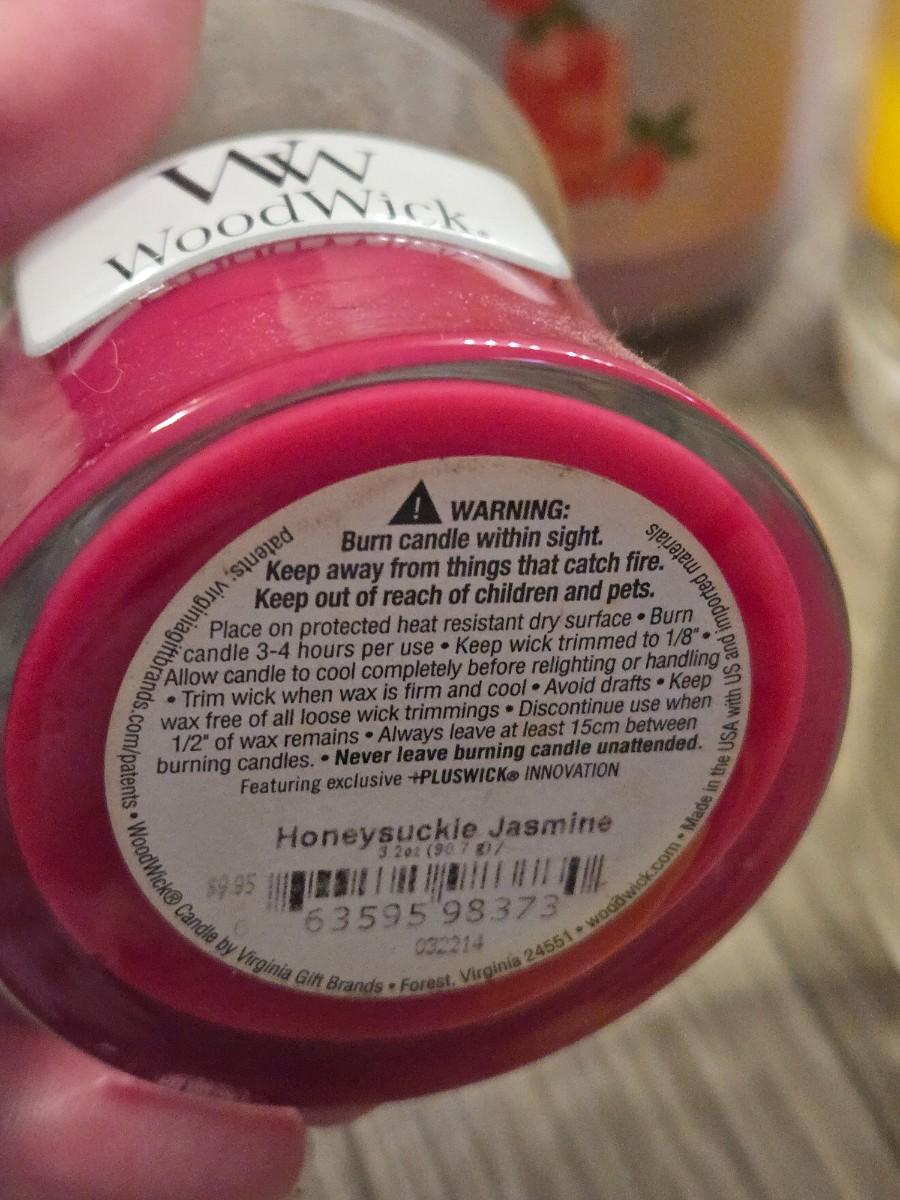 WW
WoodWick.
WARNING:
Burn candle within sight.
Keep away from things that catch fire.
Keep out of reach of children and pets.
Place on protected heat resistant dry surface • Burn
candle 3-4 hours per use • Keep wick trimmed to 1/8" •
Allow candle to cool completely before relighting or handling
• Trim wick when wax is firm and cool • Avoid drafts • Keep
wax free of all loose wick trimmings • Discontinue use when
1/2" of wax remains • Always leave at least 15cm between
burning candles. • Never leave burning candle unattended.
Featuring exclusive +PLUSWICK® INNOVATION
Honeysuckle Jasmine
3.2oz (90.7 g) /
$9.95
63595 98373
6
032214
patents: virginiagiftbrands.com/patents • WoodWick® Candle by Virginia Gift Brands • Forest, Virginia 24551 • woodwick.com • Made in the USA with US and imported materials